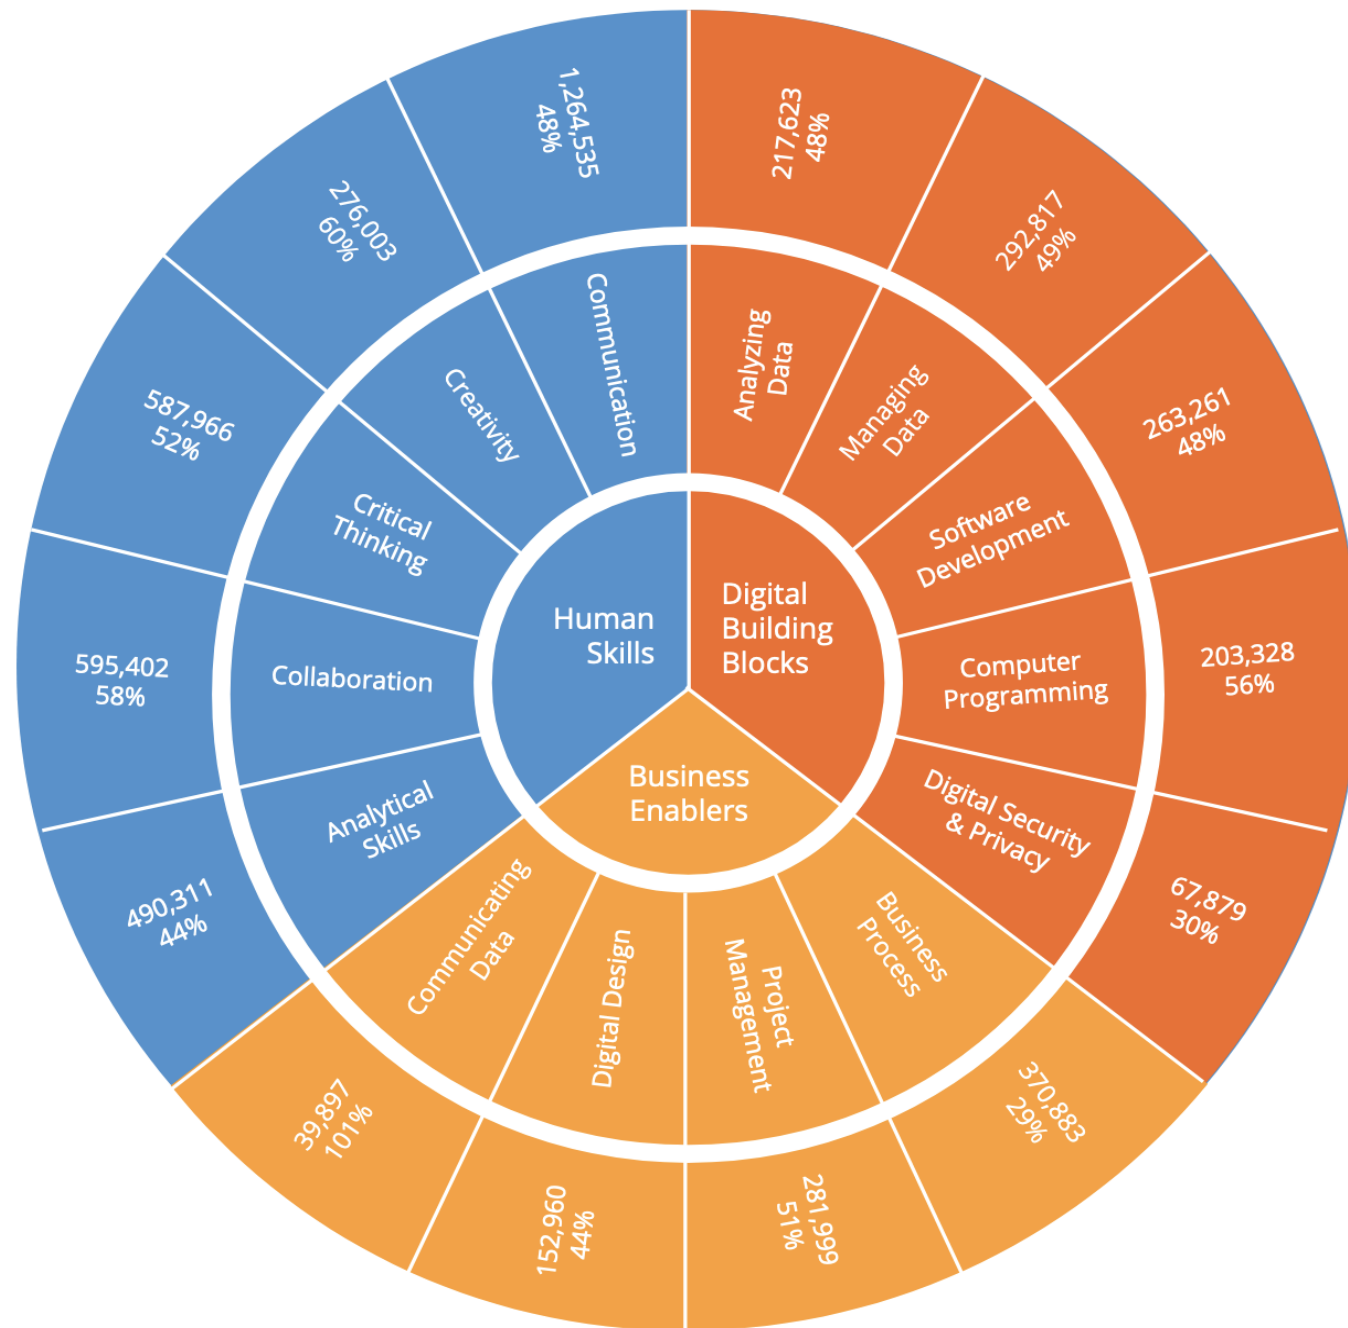 Human
Skills
Digital
Building
Blocks
Business
Enablers
Communication
1,264,535
48%
Creativity
276,003
60%
Critical
Thinking
587,966
52%
Collaboration
595,402
58%
Analytical
Skills
490,311
44%
Analyzing
Data
217,623
48%
Managing
Data
292,817
49%
Software
Development
263,261
48%
Computer
Programming
203,328
56%
Digital Security
& Privacy
67,879
30%
Business
Process
370,883
29%
Project
Management
281,999
51%
Digital Design
152,960
44%
Communicating
Data
39,897
101%